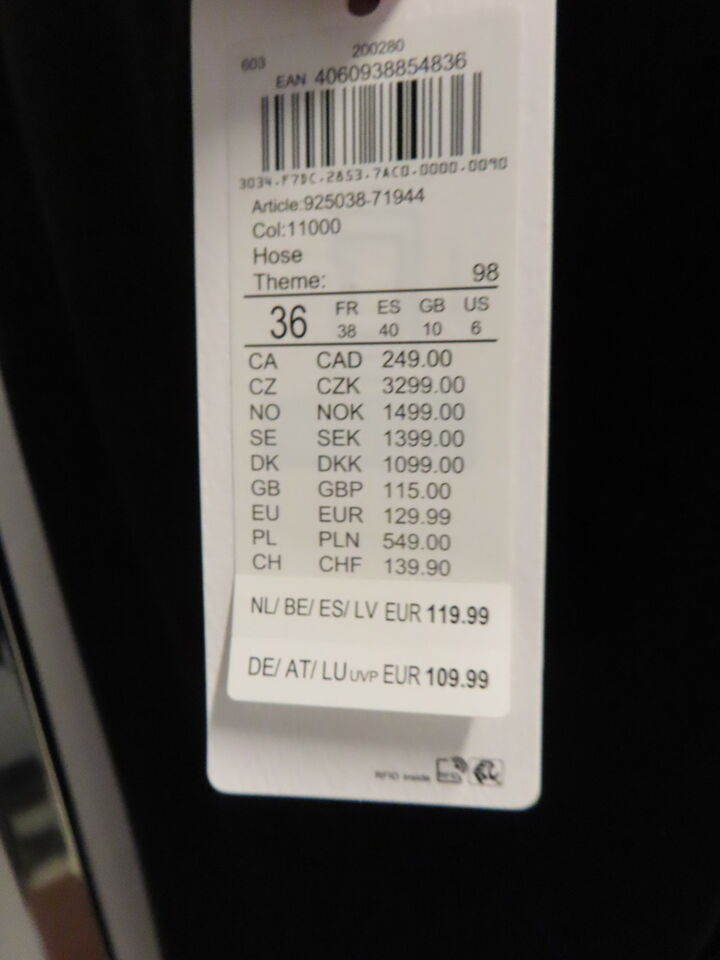 603 200280
EAN 4060938854836
3034.F7DC.2853.7AC0.0000.0090
Article:925038-71944
Col:11000
Hose
Theme: 98
36 FR ES GB US
38 40 10 6
CA CAD 249.00
CZ CZK 3299.00
NO NOK 1499.00
SE SEK 1399.00
DK DKK 1099.00
GB GBP 115.00
EU EUR 129.99
PL PLN 549.00
CH CHF 139.90
NL/ BE/ ES/ LV EUR 119.99
DE/ AT/ LU UVP EUR 109.99
RFID inside